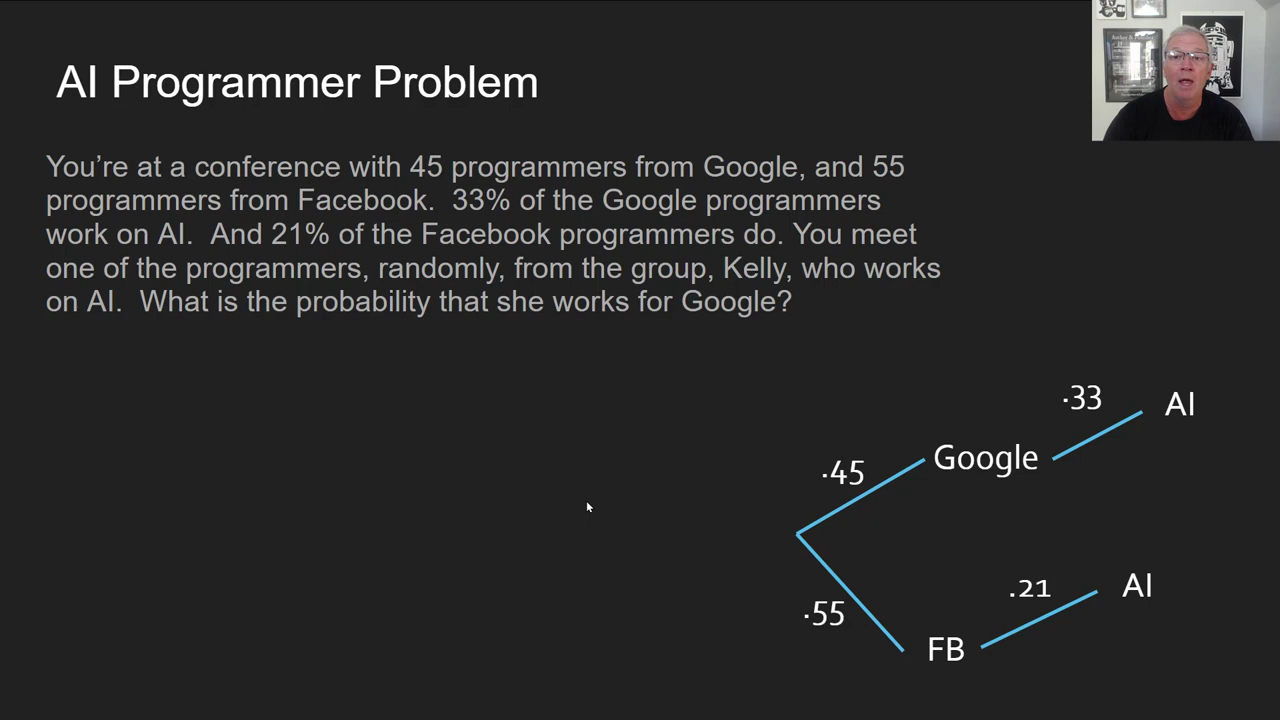 AI Programmer Problem
You’re at a conference with 45 programmers from Google, and 55
programmers from Facebook.  33% of the Google programmers
work on AI.  And 21% of the Facebook programmers do. You meet
one of the programmers, randomly, from the group, Kelly, who works
on AI.  What is the probability that she works for Google?
.33
AI
.45
Google
.21
AI
.55
FB